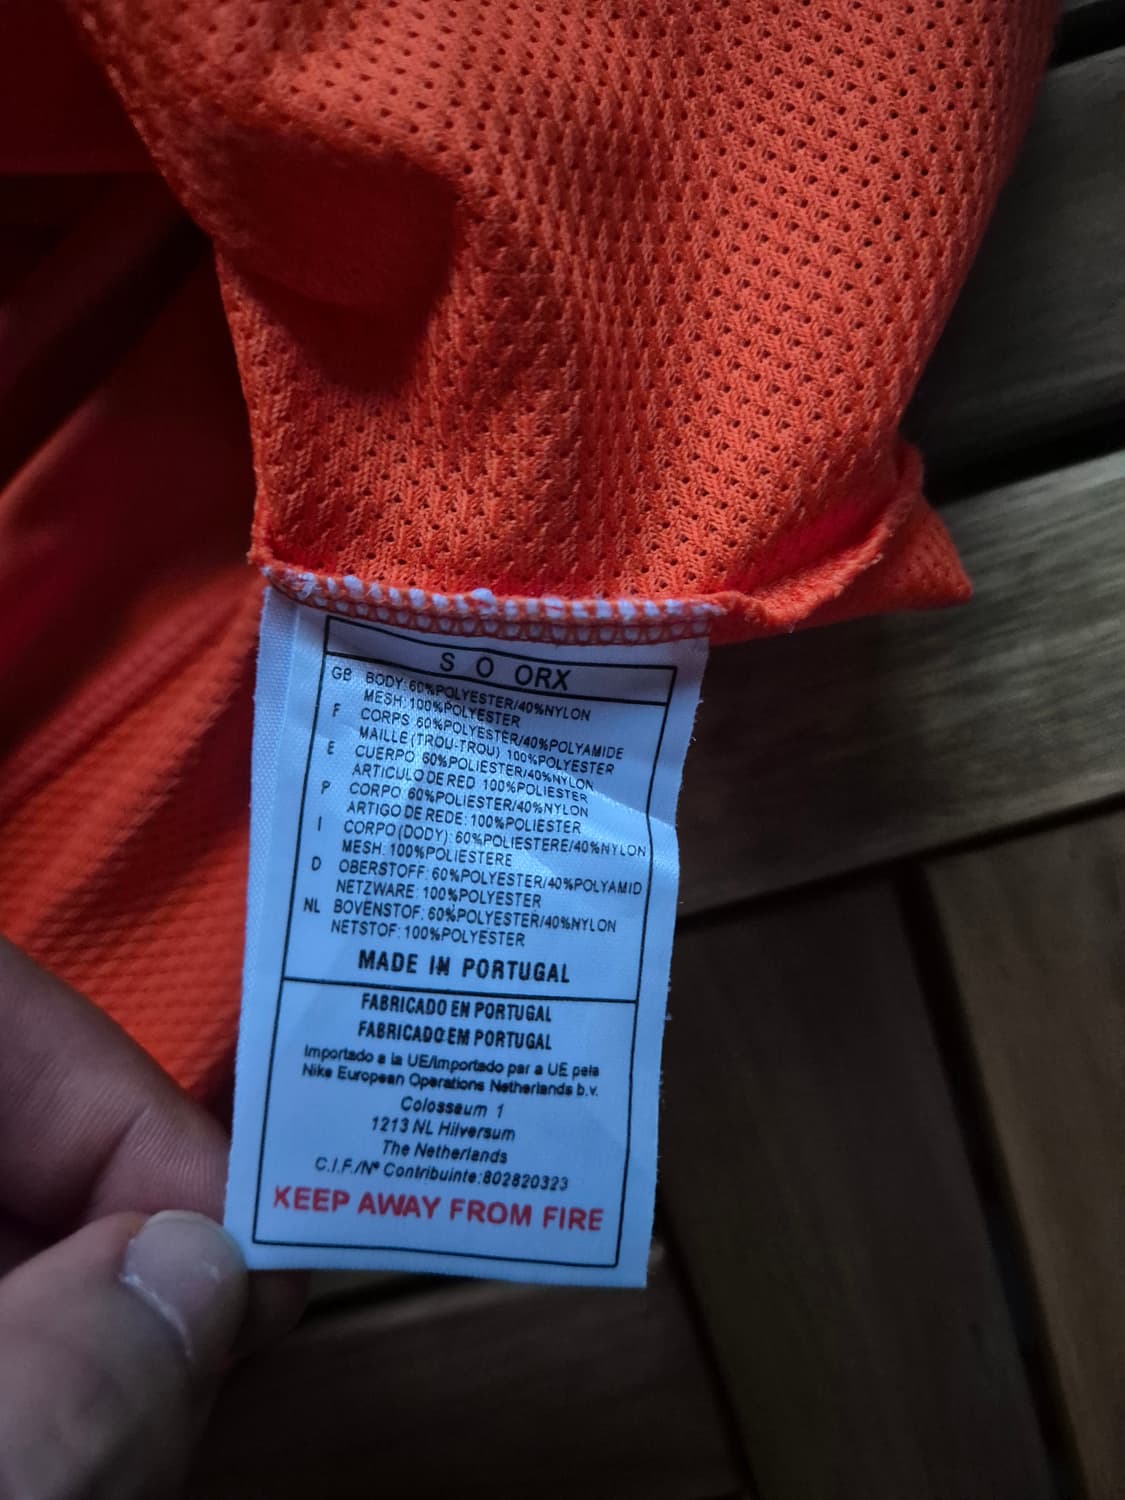 S O ORX
GB BODY:60%POLYESTER/40%NYLON
MESH:100%POLYESTER
F CORPS 60%POLYESTER/40%POLYAMIDE
MAILLE (TROU-TROU) 100%POLYESTER
E CUERPO 60%POLIESTER/40%NYLON
ARTICULO DE RED 100%POLIESTER
P CORPO 60%POLIESTER/40%NYLON
ARTIGO DE REDE: 100%POLIESTER
I CORPO (DODY): 60%POLIESTERE/40%NYLON
MESH: 100%POLIESTERE
D OBERSTOFF: 60%POLYESTER/40%POLYAMID
NETZWARE: 100%POLYESTER
NL BOVENSTOF: 60%POLYESTER/40%NYLON
NETSTOF: 100%POLYESTER
MADE IN PORTUGAL
FABRICADO EN PORTUGAL
FABRICADO EM PORTUGAL
Importado a la UE/Importado par a UE pela
Nike European Operations Netherlands b.v.
Colosseum 1
1213 NL Hilversum
The Netherlands
C.I.F./Nº Contribuinte:802820323
KEEP AWAY FROM FIRE